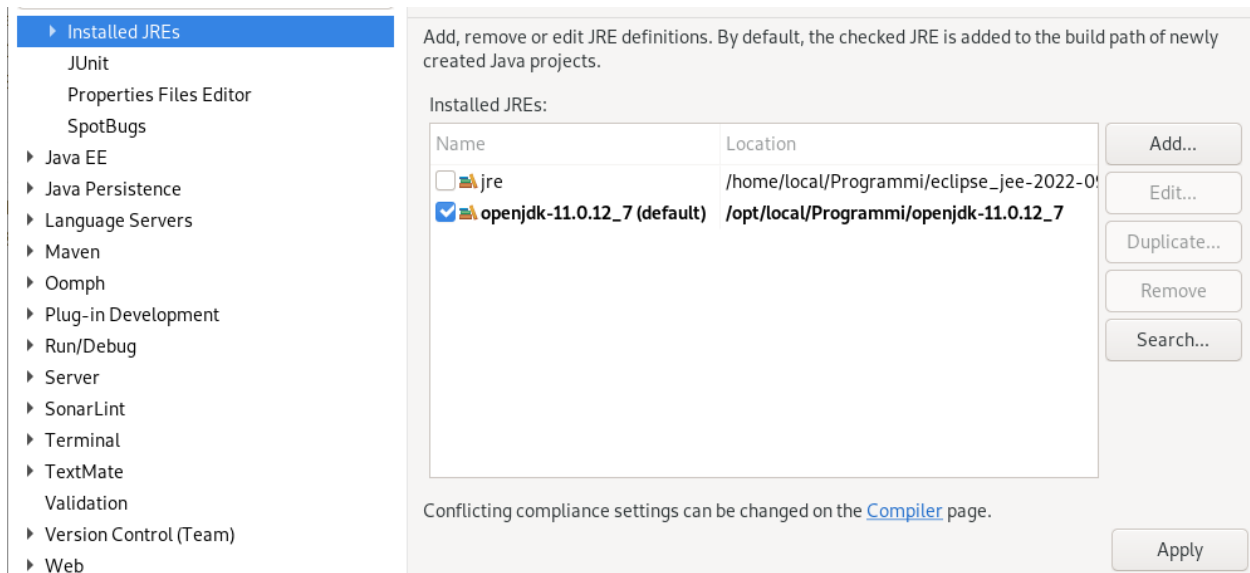 Installed JREs
JUnit
Properties Files Editor
SpotBugs
Java EE
Java Persistence
Language Servers
Maven
Oomph
Plug-in Development
Run/Debug
Server
SonarLint
Terminal
TextMate
Validation
Version Control (Team)
Web
Add, remove or edit JRE definitions. By default, the checked JRE is added to the build path of newly
created Java projects.
Installed JREs:
Name Location
jre /home/local/Programmi/eclipse_jee-2022-09
openjdk-11.0.12_7 (default) /opt/local/Programmi/openjdk-11.0.12_7
Add...
Edit...
Duplicate...
Remove
Search...
Conflicting compliance settings can be changed on the Compiler page.
Apply